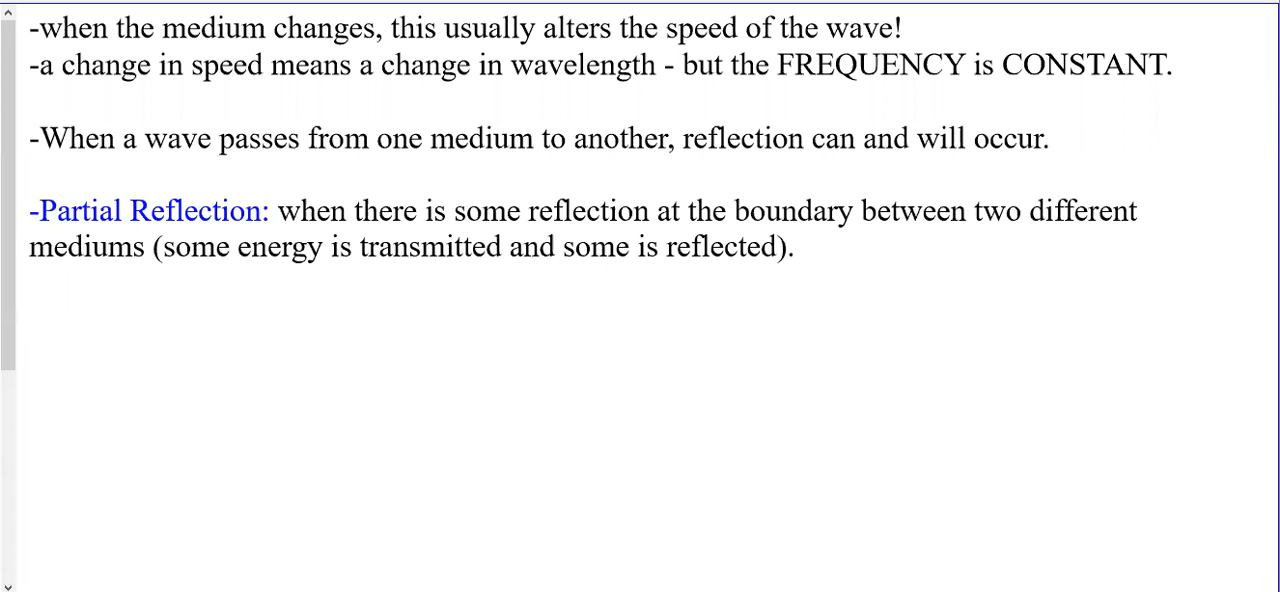 -when the medium changes, this usually alters the speed of the wave!
-a change in speed means a change in wavelength - but the FREQUENCY is CONSTANT.
-When a wave passes from one medium to another, reflection can and will occur.
-Partial Reflection: when there is some reflection at the boundary between two different
mediums (some energy is transmitted and some is reflected).